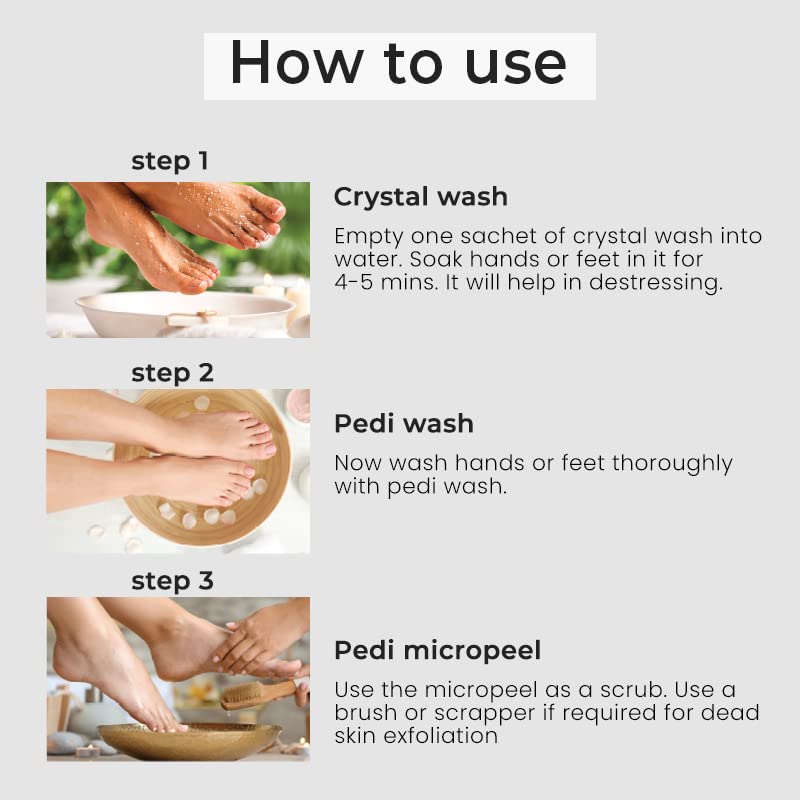 How to use
step 1
Crystal wash
Empty one sachet of crystal wash into
water. Soak hands or feet in it for
4-5 mins. It will help in destressing.
step 2
Pedi wash
Now wash hands or feet thoroughly
with pedi wash.
step 3
Pedi micropeel
Use the micropeel as a scrub. Use a
brush or scrapper if required for dead
skin exfoliation